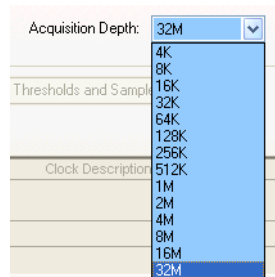 Acquisition Depth: 32M
4K
8K
Thresholds and Sample 16K
32K
64K
128K
256K
Clock Description 512K
1M
2M
4M
8M
16M
32M